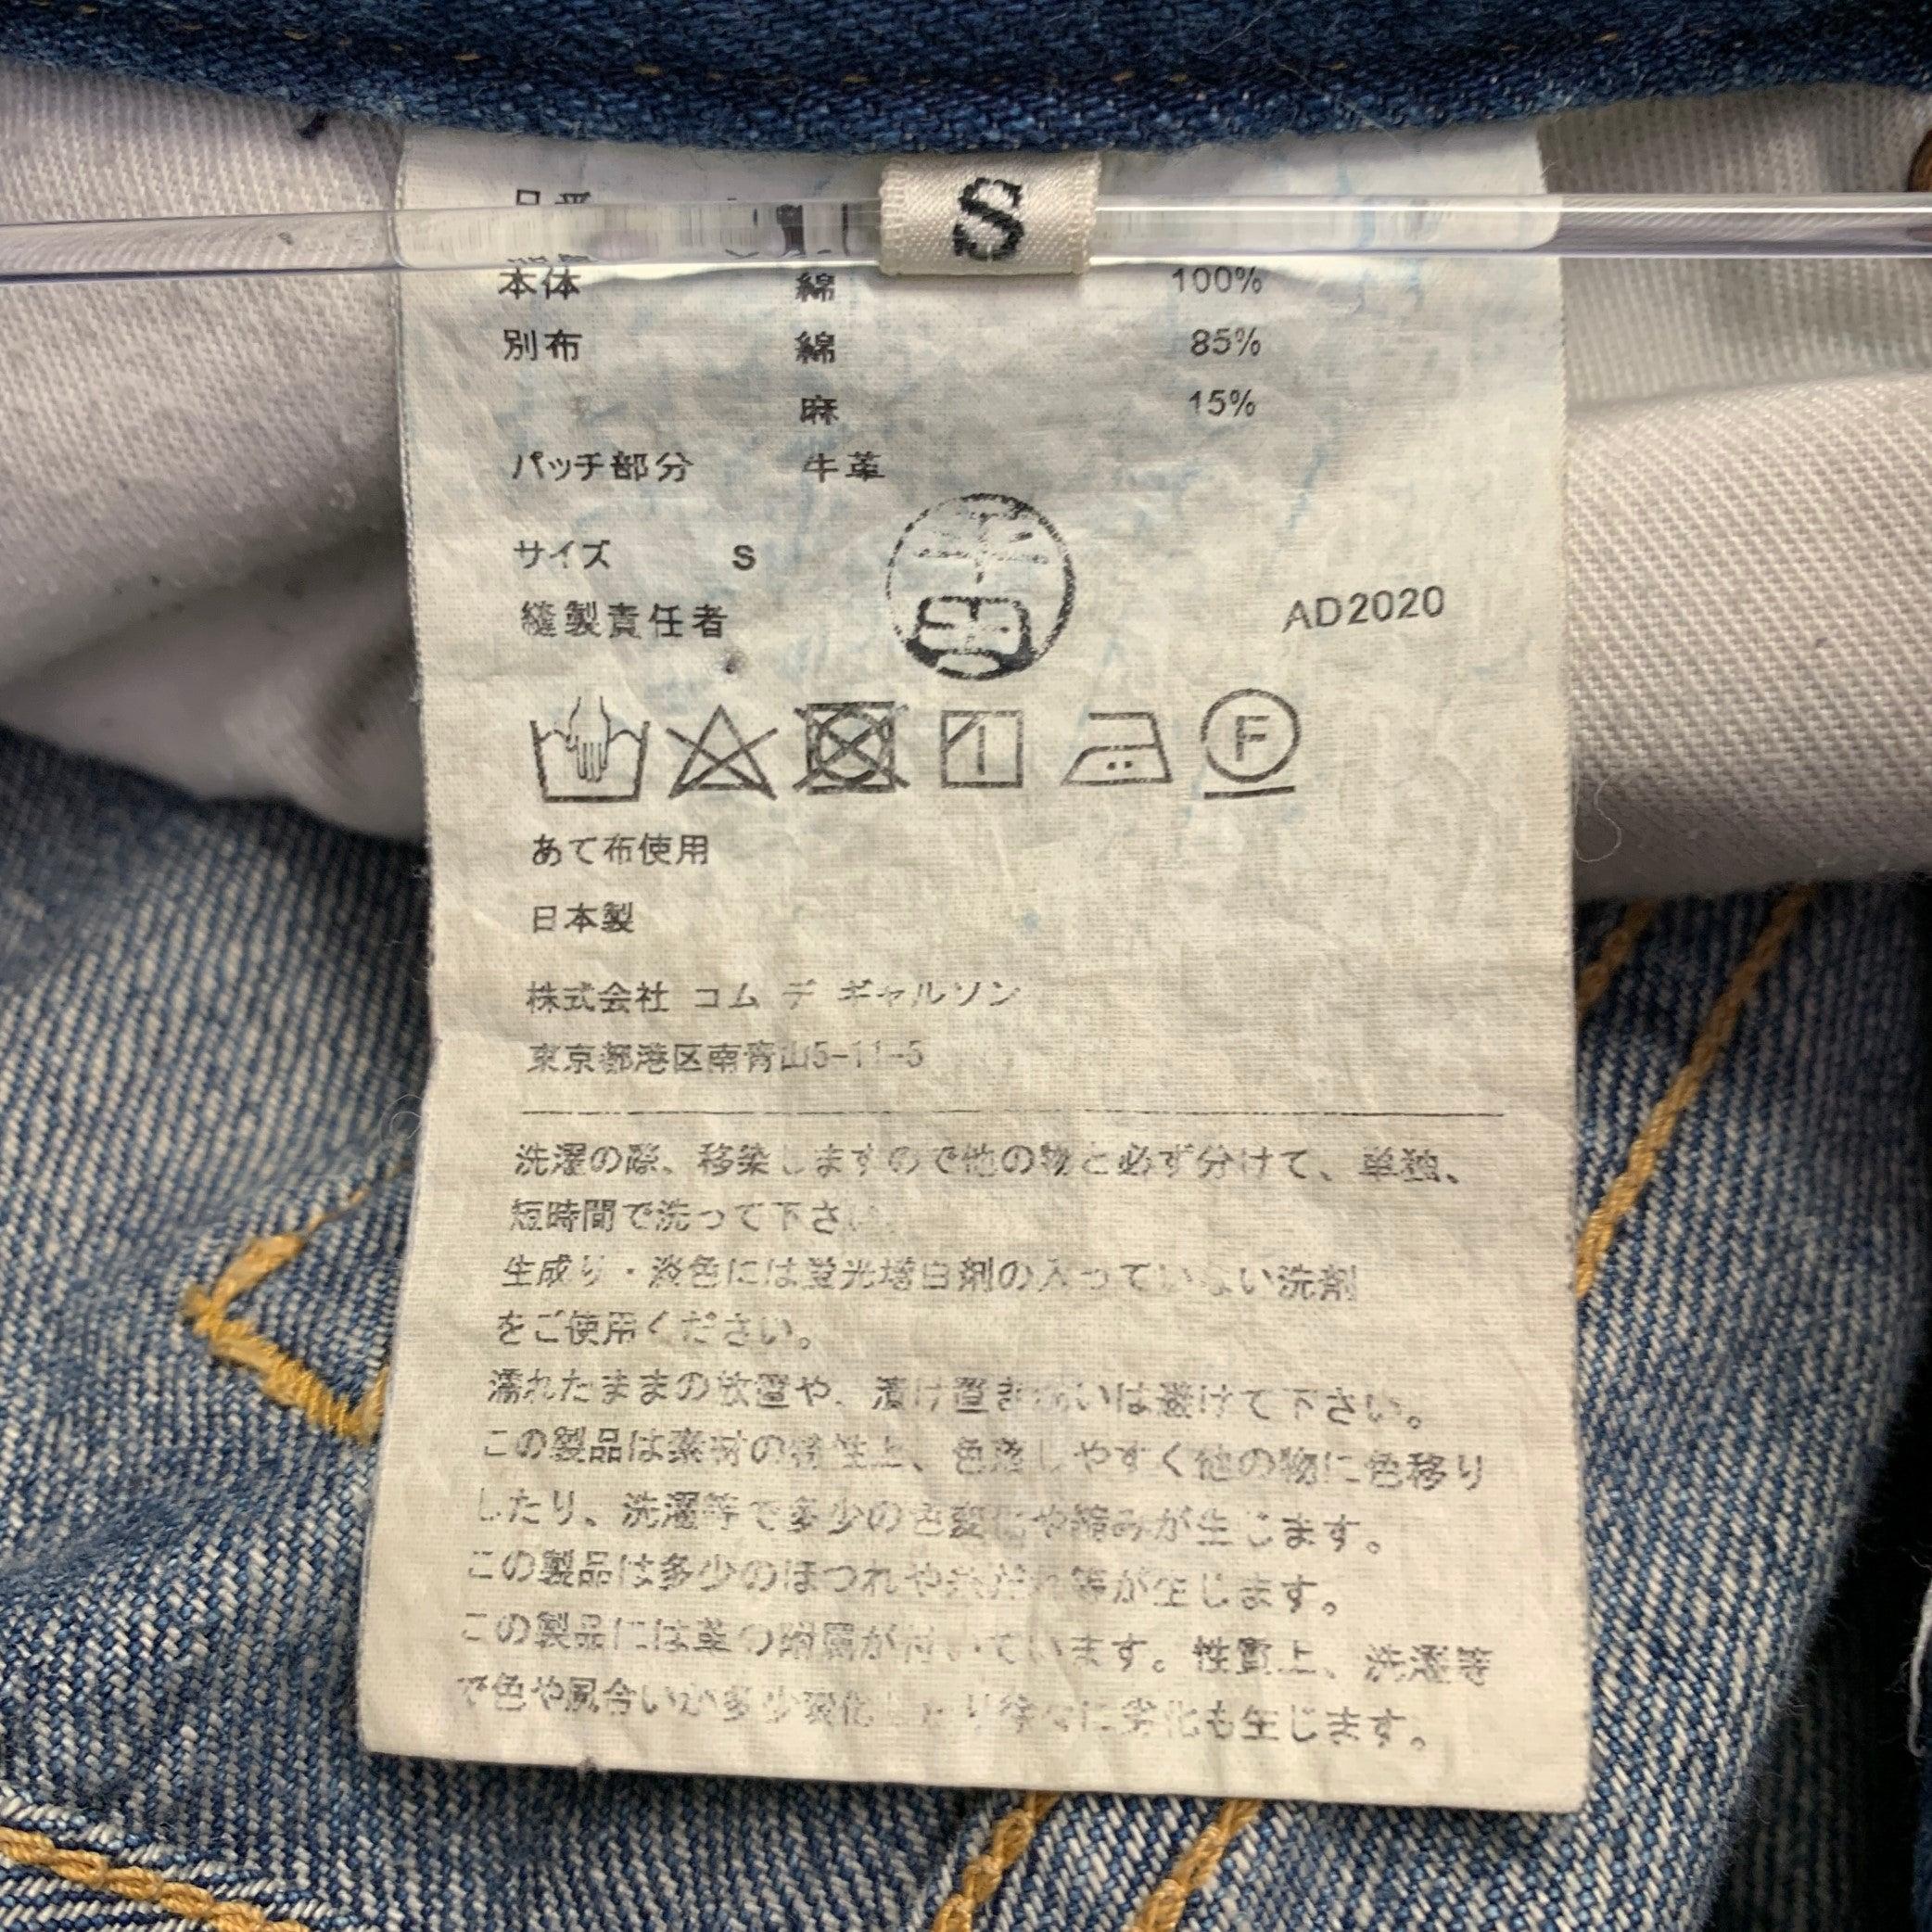 S
本体 綿 100%
別布 綿 85%
麻 15%
パッチ部分 牛革
サイズ S
縫製責任者
AD2020
F
あて布使用
日本製
株式会社 コム デ ギャルソン
東京都港区南青山5-11-5
洗濯の際、移染しますので他の物と必ず分けて、単独、
短時間で洗って下さい。
生成り・淡色には蛍光増白剤の入っていない洗剤
をご使用ください。
濡れたままの放置や、漬け置き洗いは避けて下さい。
この製品は素材の特性上、色落しやすく他の物に色移り
したり、洗濯等で多少の色変化や縮みが生じます。
この製品は多少のほつれや糸だれ等が生じます。
この製品には革の附属が付いています。性質上、洗濯等
で色や風合いが多少変化したり徐々に劣化も生じます。